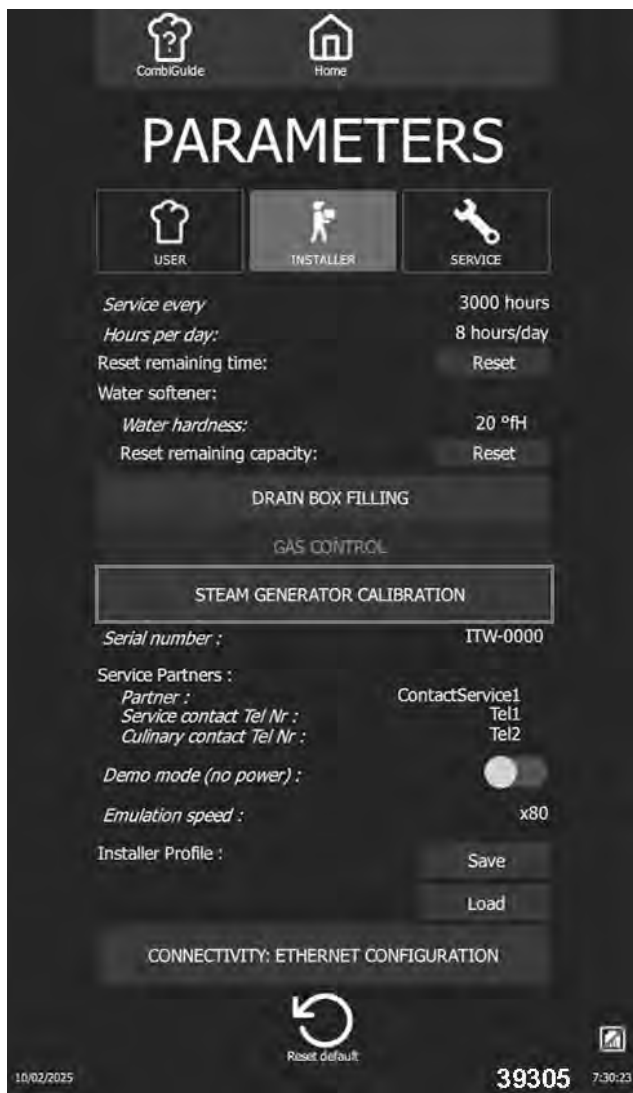 CombiGuide Home
PARAMETERS
USER INSTALLER SERVICE
Service every 3000 hours
Hours per day: 8 hours/day
Reset remaining time: Reset
Water softener:
Water hardness: 20 °fH
Reset remaining capacity: Reset
DRAIN BOX FILLING
GAS CONTROL
STEAM GENERATOR CALIBRATION
Serial number : ITW-0000
Service Partners :
Partner : ContactService1
Service contact Tel Nr : Tel1
Culinary contact Tel Nr : Tel2
Demo mode (no power) :
Emulation speed : x80
Installer Profile : Save
Load
CONNECTIVITY: ETHERNET CONFIGURATION
Reset default
10/02/2025 39305 7:30:23